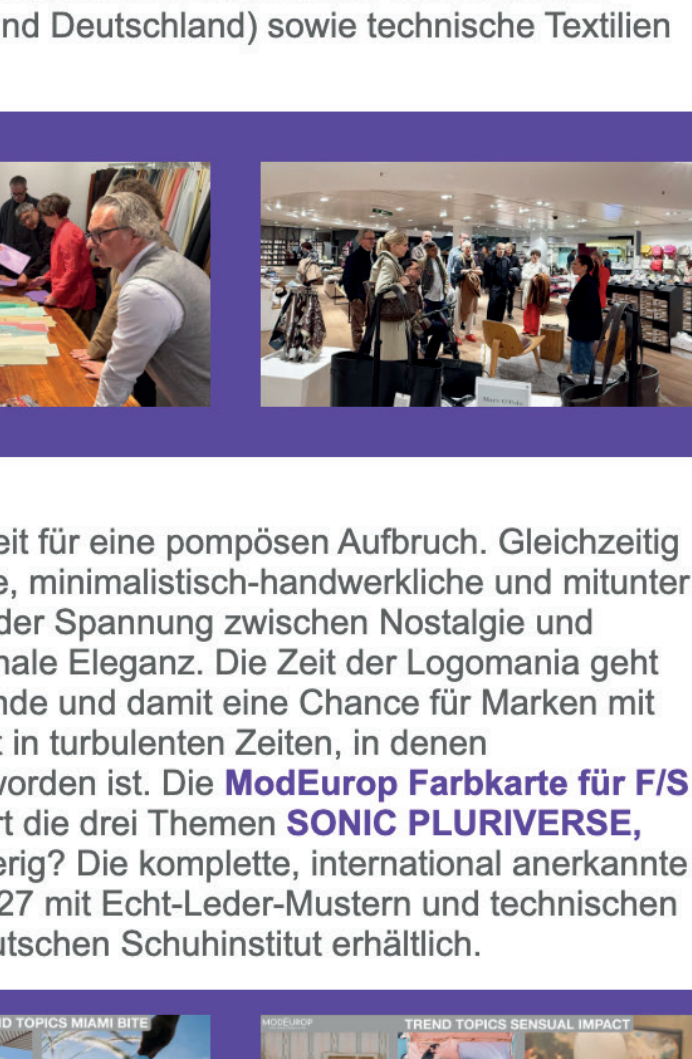 nd Deutschland) sowie technische Textilien
Marc O'Polo
eit für eine pompösen Aufbruch. Gleichzeitig
e, minimalistisch-handwerkliche und mitunter
der Spannung zwischen Nostalgie und
nale Eleganz. Die Zeit der Logomania geht
nde und damit eine Chance für Marken mit
t in turbulenten Zeiten, in denen
worden ist. Die ModEurop Farbkarte für F/S
rt die drei Themen SONIC PLURIVERSE,
erig? Die komplette, international anerkannte
27 mit Echt-Leder-Mustern und technischen
utschen Schuhinstitut erhältlich.
ND TOPICS MIAMI BITE
MODEUROP
TREND TOPICS SENSUAL IMPACT